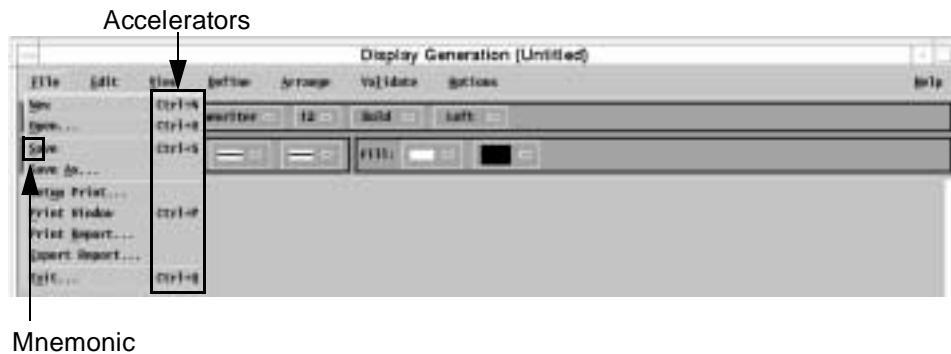 Accelerators
Display Generation (Untitled)
File Edit View Define Arrange Validate Options Help
New Ctrl+N
Open... Ctrl+O
Save Ctrl+S
Save As...
Setup Print...
Print Window Ctrl+P
Print Report...
Export Report...
Exit...
12 Bold Left
Fill:
Mnemonic